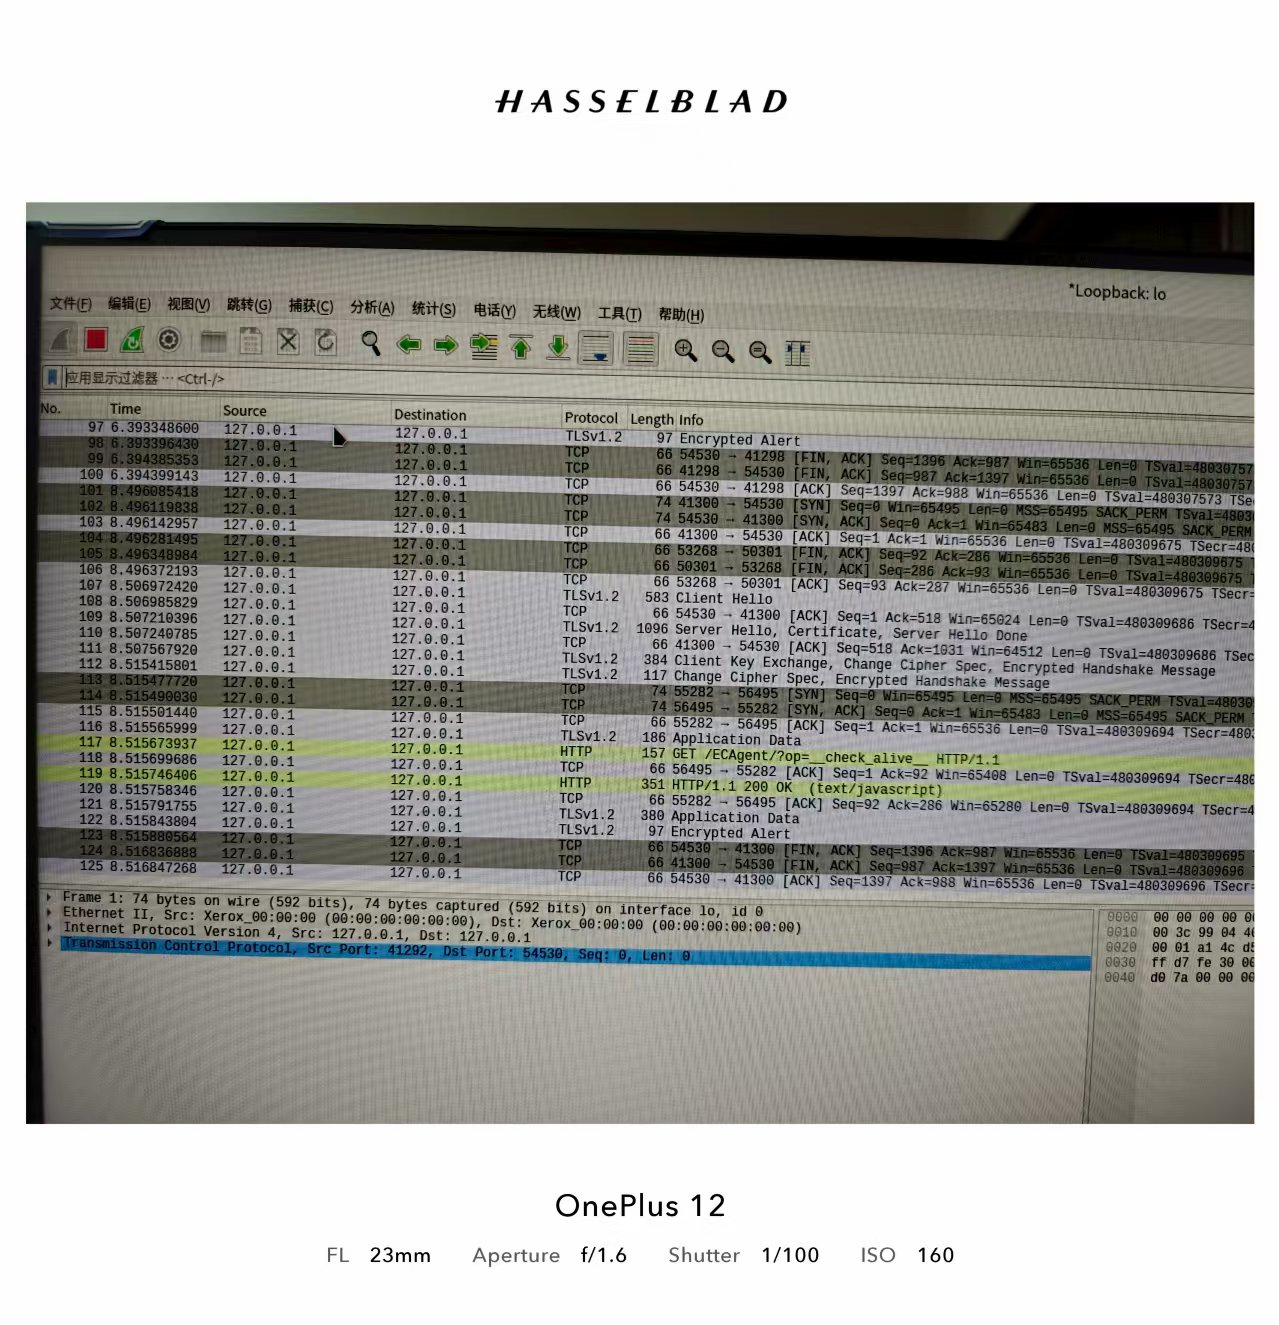 HASSELBLAD
*Loopback: lo
文件(F) 编辑(E) 视图(V) 跳转(G) 捕获(C) 分析(A) 统计(S) 电话(Y) 无线(W) 工具(T) 帮助(H)
应用显示过滤器 … <Ctrl-/>
No. Time Source Destination Protocol Length Info
97 6.393348600 127.0.0.1 127.0.0.1 TLSv1.2 97 Encrypted Alert
98 6.393396430 127.0.0.1 127.0.0.1 TCP 66 54530 → 41298 [FIN, ACK] Seq=1396 Ack=987 Win=65536 Len=0 TSval=480307573
99 6.394385353 127.0.0.1 127.0.0.1 TCP 66 41298 → 54530 [FIN, ACK] Seq=987 Ack=1397 Win=65536 Len=0 TSval=480307573
100 6.394399143 127.0.0.1 127.0.0.1 TCP 66 54530 → 41298 [ACK] Seq=1397 Ack=988 Win=65536 Len=0 TSval=480307573 TSe
101 8.496085418 127.0.0.1 127.0.0.1 TCP 74 41300 → 54530 [SYN] Seq=0 Win=65495 Len=0 MSS=65495 SACK_PERM TSval=4803
102 8.496119838 127.0.0.1 127.0.0.1 TCP 74 54530 → 41300 [SYN, ACK] Seq=0 Ack=1 Win=65483 Len=0 MSS=65495 SACK_PERM
103 8.496142957 127.0.0.1 127.0.0.1 TCP 66 41300 → 54530 [ACK] Seq=1 Ack=1 Win=65536 Len=0 TSval=480309675 TSecr=480
104 8.496281495 127.0.0.1 127.0.0.1 TCP 66 53268 → 50301 [FIN, ACK] Seq=92 Ack=286 Win=65536 Len=0 TSval=480309675
105 8.496348984 127.0.0.1 127.0.0.1 TCP 66 50301 → 53268 [FIN, ACK] Seq=286 Ack=93 Win=65536 Len=0 TSval=480309675
106 8.496372193 127.0.0.1 127.0.0.1 TCP 66 53268 → 50301 [ACK] Seq=93 Ack=287 Win=65536 Len=0 TSval=480309675 TSecr=
107 8.506972420 127.0.0.1 127.0.0.1 TLSv1.2 583 Client Hello
108 8.506985829 127.0.0.1 127.0.0.1 TCP 66 54530 → 41300 [ACK] Seq=1 Ack=518 Win=65024 Len=0 TSval=480309686 TSecr=4
109 8.507210396 127.0.0.1 127.0.0.1 TLSv1.2 1096 Server Hello, Certificate, Server Hello Done
110 8.507240785 127.0.0.1 127.0.0.1 TCP 66 41300 → 54530 [ACK] Seq=518 Ack=1031 Win=64512 Len=0 TSval=480309686 TSec
111 8.507567920 127.0.0.1 127.0.0.1 TLSv1.2 384 Client Key Exchange, Change Cipher Spec, Encrypted Handshake Message
112 8.515415801 127.0.0.1 127.0.0.1 TLSv1.2 117 Change Cipher Spec, Encrypted Handshake Message
113 8.515477720 127.0.0.1 127.0.0.1 TCP 74 55282 → 56495 [SYN] Seq=0 Win=65495 Len=0 MSS=65495 SACK_PERM TSval=48030
114 8.515490030 127.0.0.1 127.0.0.1 TCP 74 56495 → 55282 [SYN, ACK] Seq=0 Ack=1 Win=65483 Len=0 MSS=65495 SACK_PERM
115 8.515501440 127.0.0.1 127.0.0.1 TCP 66 55282 → 56495 [ACK] Seq=1 Ack=1 Win=65536 Len=0 TSval=480309694 TSecr=480
116 8.515565999 127.0.0.1 127.0.0.1 TLSv1.2 186 Application Data
117 8.515673937 127.0.0.1 127.0.0.1 HTTP 157 GET /ECAgent/?op=__check_alive__ HTTP/1.1
118 8.515699686 127.0.0.1 127.0.0.1 TCP 66 56495 → 55282 [ACK] Seq=1 Ack=92 Win=65408 Len=0 TSval=480309694 TSecr=480
119 8.515746406 127.0.0.1 127.0.0.1 HTTP 351 HTTP/1.1 200 OK (text/javascript)
120 8.515758346 127.0.0.1 127.0.0.1 TCP 66 55282 → 56495 [ACK] Seq=92 Ack=286 Win=65280 Len=0 TSval=480309694 TSecr=4
121 8.515791755 127.0.0.1 127.0.0.1 TLSv1.2 380 Application Data
122 8.515843804 127.0.0.1 127.0.0.1 TLSv1.2 97 Encrypted Alert
123 8.515880564 127.0.0.1 127.0.0.1 TCP 66 54530 → 41300 [FIN, ACK] Seq=1396 Ack=987 Win=65536 Len=0 TSval=480309695
124 8.516836888 127.0.0.1 127.0.0.1 TCP 66 41300 → 54530 [FIN, ACK] Seq=987 Ack=1397 Win=65536 Len=0 TSval=480309696
125 8.516847268 127.0.0.1 127.0.0.1 TCP 66 54530 → 41300 [ACK] Seq=1397 Ack=988 Win=65536 Len=0 TSval=480309696 TSecr=
Frame 1: 74 bytes on wire (592 bits), 74 bytes captured (592 bits) on interface lo, id 0
Ethernet II, Src: Xerox_00:00:00 (00:00:00:00:00:00), Dst: Xerox_00:00:00 (00:00:00:00:00:00)
Internet Protocol Version 4, Src: 127.0.0.1, Dst: 127.0.0.1
Transmission Control Protocol, Src Port: 41292, Dst Port: 54530, Seq: 0, Len: 0
0000 00 00 00 00 00
0010 00 3c 99 04 40
0020 00 01 a1 4c d5
0030 ff d7 fe 30 00
0040 d0 7a 00 00 00
OnePlus 12
FL 23mm Aperture f/1.6 Shutter 1/100 ISO 160